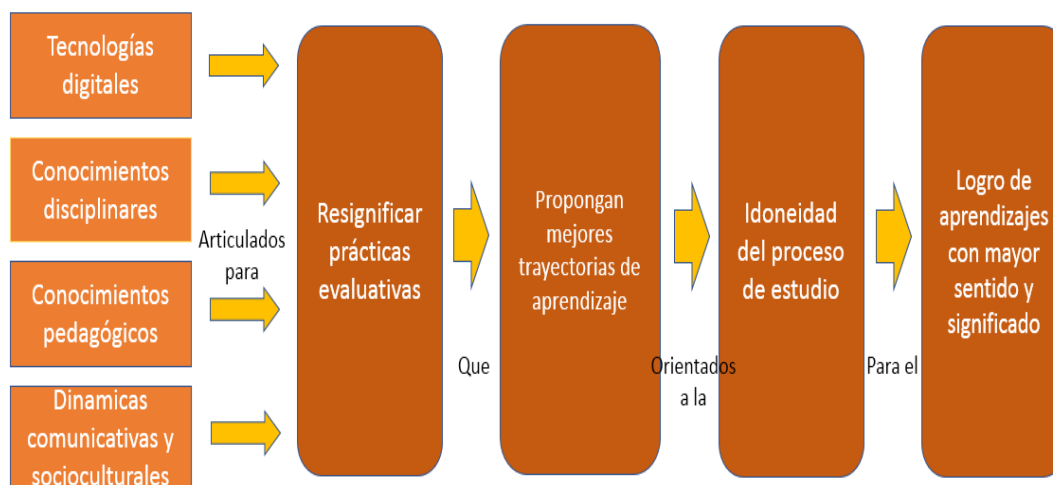 Tecnologías
digitales
Conocimientos
disciplinares
Articulados
para
Conocimientos
pedagógicos
Dinamicas
comunicativas y
socioculturales
Resignificar
prácticas
evaluativas
Que
Propongan
mejores
trayectorias de
aprendizaje
Orientados
a la
Idoneidad
del proceso
de estudio
Para el
Logro de
aprendizajes
con mayor
sentido y
significado